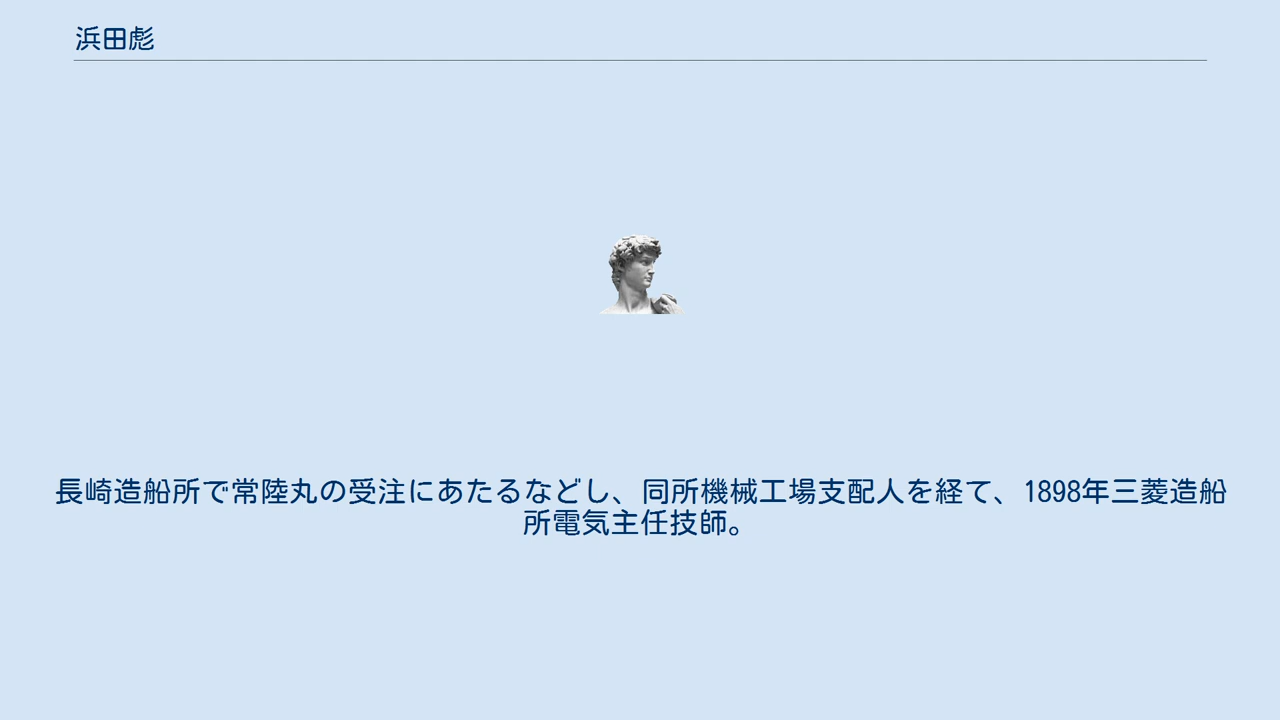 浜田彪
長崎造船所で常陸丸の受注にあたるなどし、同所機械工場支配人を経て、1898年三菱造船
所電気主任技師。